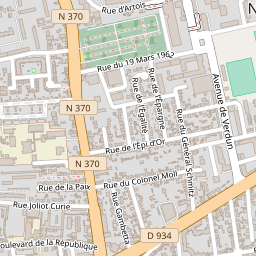 Rue d'Artois
N 370
N
Rue du 19 Mars 1962
Rue de l'Épargne
Rue de l'Égalité
Avenue de Verdun
N 370
Rue du Général Schmitz
Rue de l'Épi d'Or
N 370
Rue du Colonel Moll
Rue de la Paix
Rue Joliot Curie
Rue Gambetta
D 934
oulevard de la République